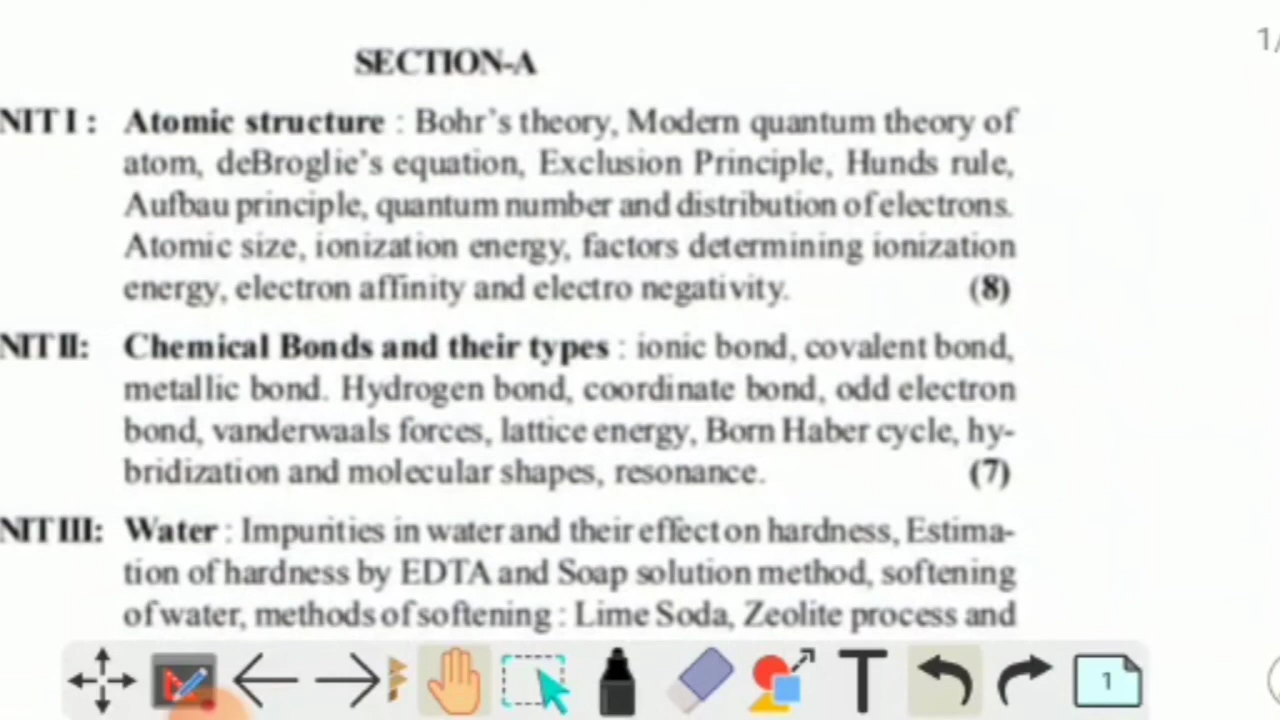 1/
SECTION-A
NIT I : Atomic structure : Bohr's theory, Modern quantum theory of
atom, deBroglie's equation, Exclusion Principle, Hunds rule,
Aufbau principle, quantum number and distribution of electrons.
Atomic size, ionization energy, factors determining ionization
energy, electron affinity and electro negativity. (8)
NIT II: Chemical Bonds and their types : ionic bond, covalent bond,
metallic bond. Hydrogen bond, coordinate bond, odd electron
bond, vanderwaals forces, lattice energy, Born Haber cycle, hy-
bridization and molecular shapes, resonance. (7)
NIT III: Water : Impurities in water and their effect on hardness, Estima-
tion of hardness by EDTA and Soap solution method, softening
of water, methods of softening : Lime Soda, Zeolite process and
T
1